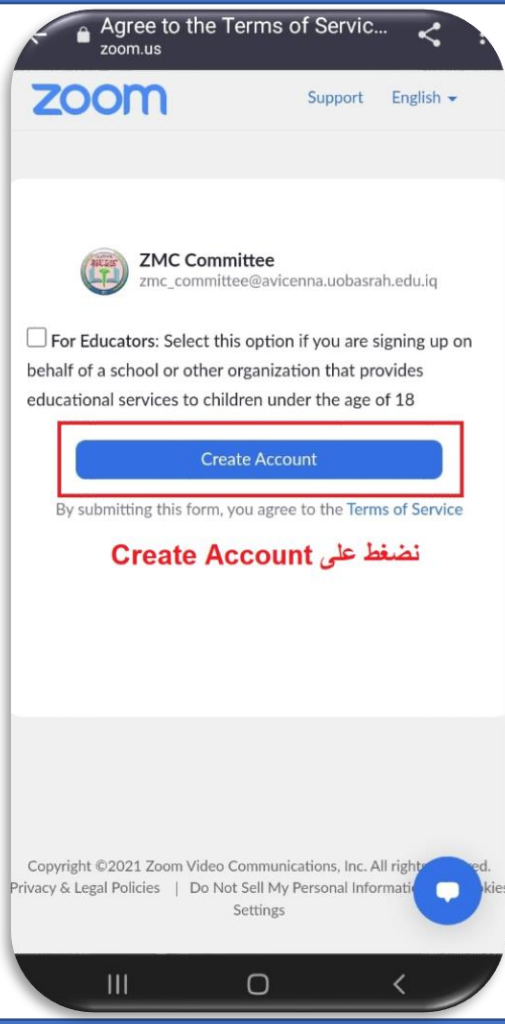 Agree to the Terms of Servic...
zoom.us
zoom
Support English
ZMC Committee
zmc_committee@avicenna.uobasrah.edu.iq
For Educators: Select this option if you are signing up on
behalf of a school or other organization that provides
educational services to children under the age of 18
Create Account
By submitting this form, you agree to the Terms of Service
نضغط على Create Account
Copyright ©2021 Zoom Video Communications, Inc. All
Privacy & Legal Policies | Do Not Sell My Personal
Settings